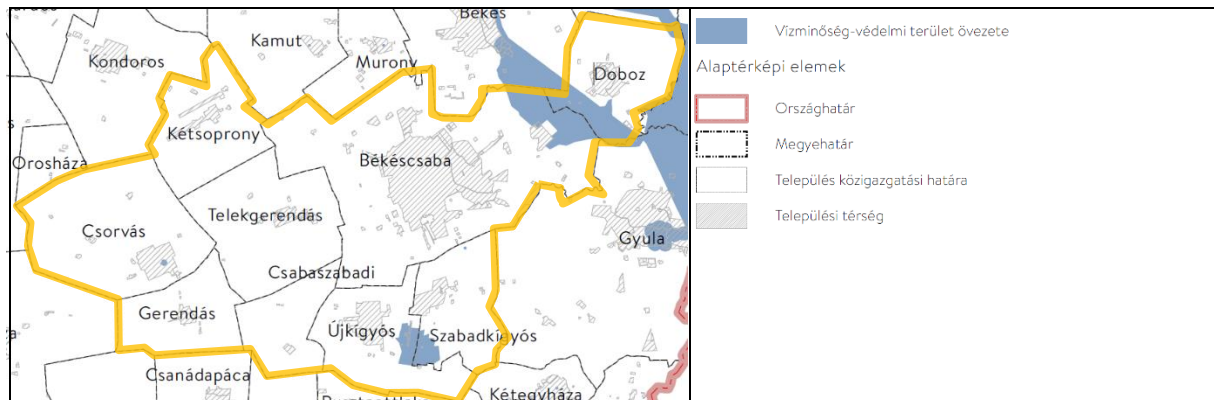 Békés
Kamut
Kondoros
Murony
Doboz
Kétsoprony
Orosháza
Békéscsaba
Telekgerendás
Csorvás
Gyula
Csabaszabadi
Gerendás
Újkígyós
Szabadkígyós
Csanádapáca
Kétegyháza
Vízminőség-védelmi terület övezete
Alaptérképi elemek
Országhatár
Megyehatár
Település közigazgatási határa
Települési térség